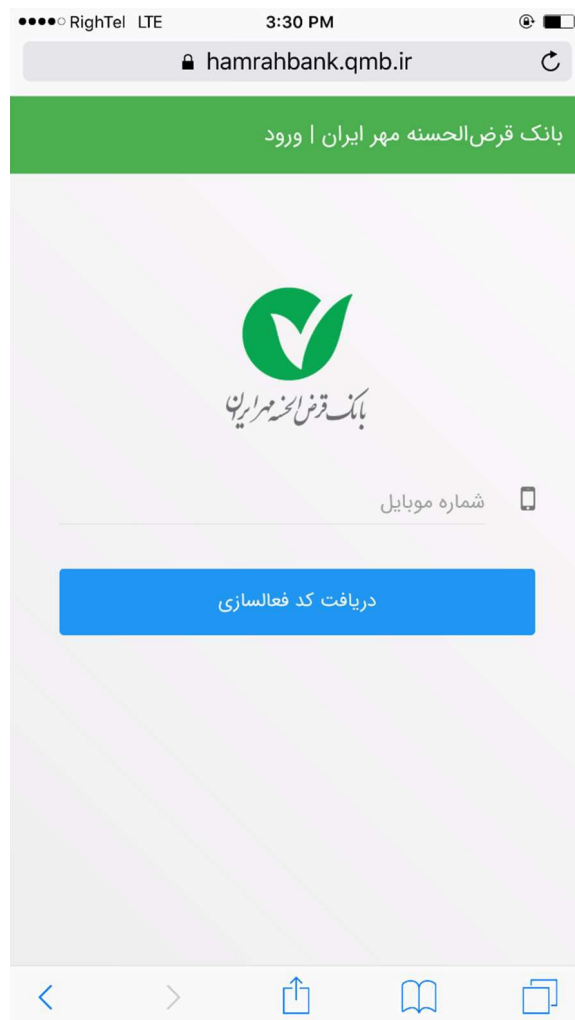 RighTel LTE 3:30 PM
hamrahbank.qmb.ir
بانک قرض‌الحسنه مهر ایران | ورود
بانک قرض الحسنه مهر ایران
شماره موبایل
دریافت کد فعالسازی